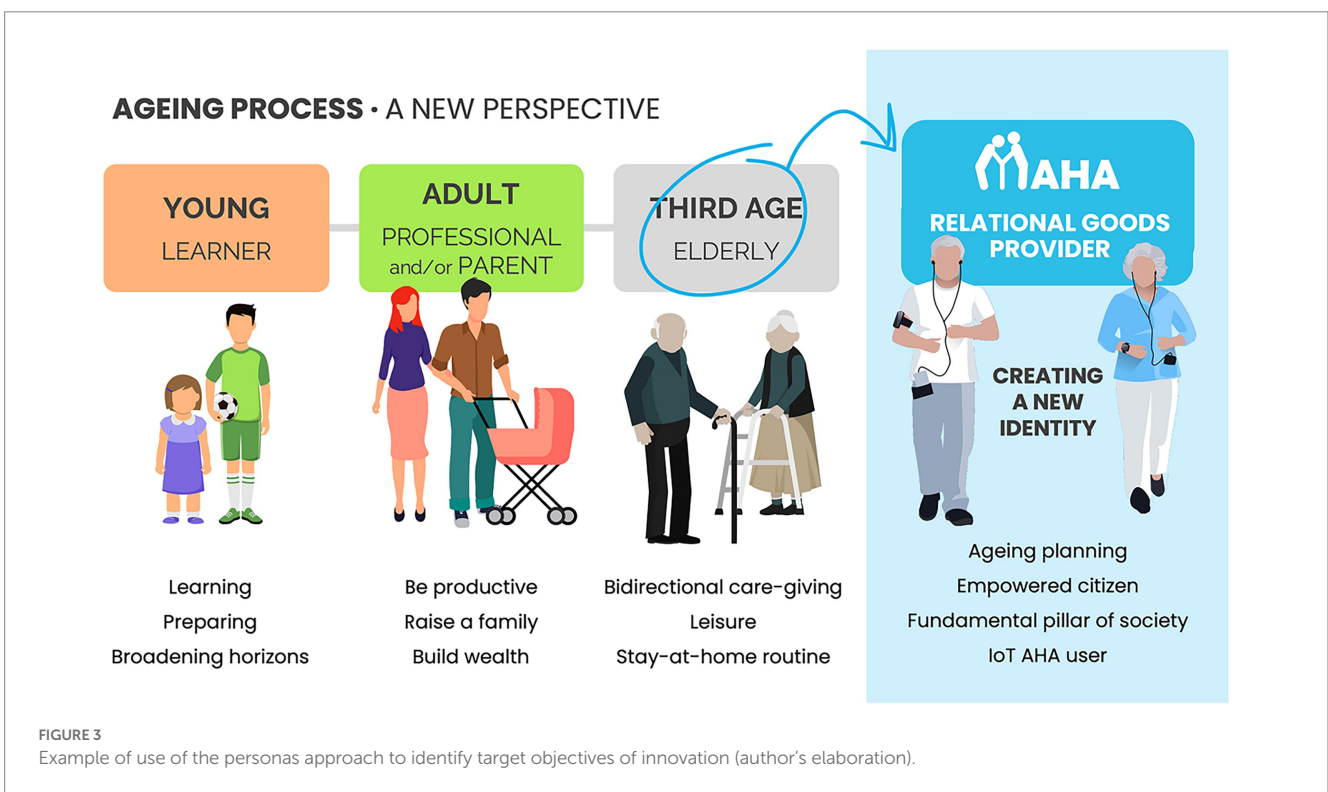 AGEING PROCESS • A NEW PERSPECTIVE
YOUNG
LEARNER
ADULT
PROFESSIONAL
and/or PARENT
THIRD AGE
ELDERLY
AHA
RELATIONAL GOODS
PROVIDER
CREATING
A NEW
IDENTITY
Learning
Preparing
Broadening horizons
Be productive
Raise a family
Build wealth
Bidirectional care-giving
Leisure
Stay-at-home routine
Ageing planning
Empowered citizen
Fundamental pillar of society
IoT AHA user
FIGURE 3
Example of use of the personas approach to identify target objectives of innovation (author's elaboration).